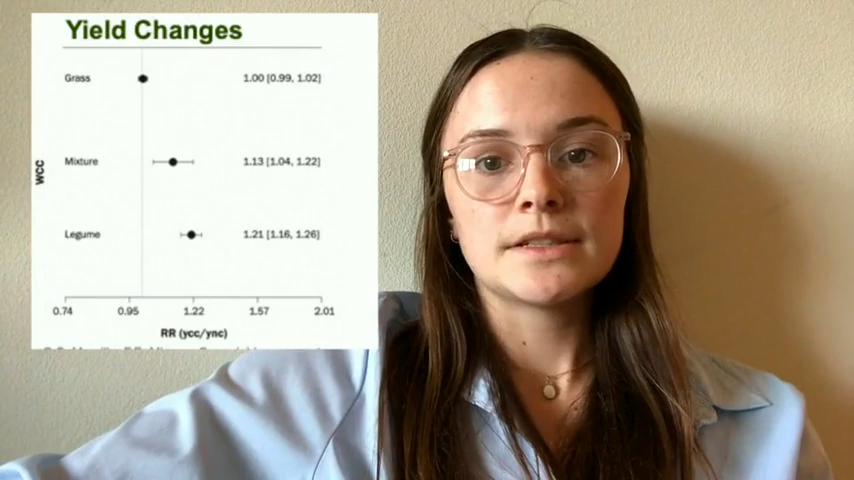 Yield Changes
Grass 1.00 [0.99, 1.02]
Mixture 1.13 [1.04, 1.22]
WCC
Legume 1.21 [1.16, 1.26]
0.74 0.95 1.22 1.57 2.01
RR (ycc/ync)